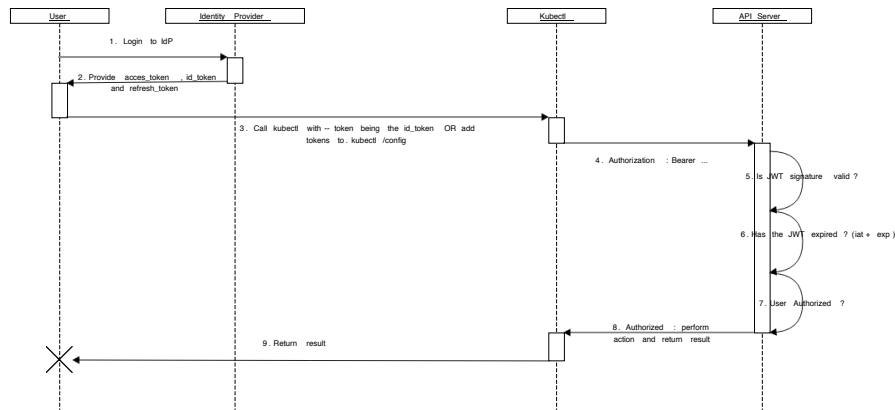 User
Identity Provider
Kubectl
API Server
1. Login to IdP
2. Provide acces_token , id_token
and refresh_token
3. Call kubectl with -- token being the id_token OR add
tokens to . kubectl /config
4. Authorization : Bearer ...
5. Is JWT signature valid ?
6. Has the JWT expired ? (iat + exp )
7. User Authorized ?
8. Authorized : perform
action and return result
9. Return result